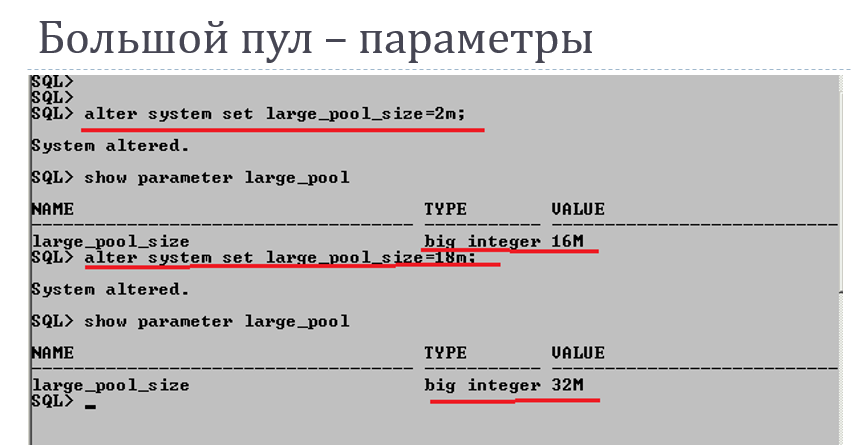 Большой пул – параметры
SQL>
SQL>
SQL> alter system set large_pool_size=2m;
System altered.
SQL> show parameter large_pool
NAME TYPE VALUE
------------------------------------ ----------- ------------------------------
large_pool_size big integer 16M
SQL> alter system set large_pool_size=18m;
System altered.
SQL> show parameter large_pool
NAME TYPE VALUE
------------------------------------ ----------- ------------------------------
large_pool_size big integer 32M
SQL>